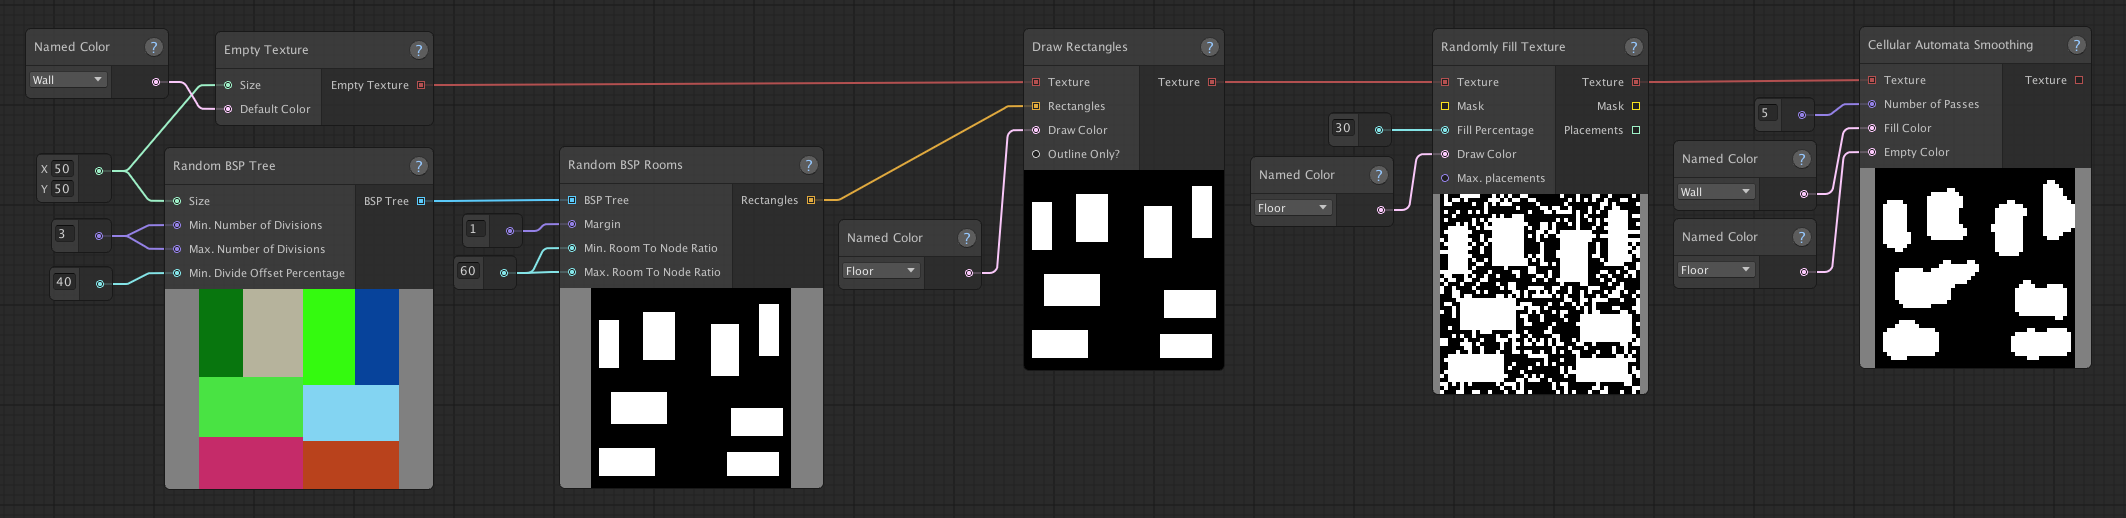 Named Color ?
Wall
Empty Texture ?
Size
Empty Texture
Default Color
X 50
Y 50
3
40
Random BSP Tree ?
Size
BSP Tree
Min. Number of Divisions
Max. Number of Divisions
Min. Divide Offset Percentage
Random BSP Rooms ?
BSP Tree
Rectangles
Margin
Min. Room To Node Ratio
Max. Room To Node Ratio
1
60
Named Color ?
Floor
Draw Rectangles ?
Texture
Texture
Rectangles
Draw Color
Outline Only?
30
Named Color ?
Floor
Randomly Fill Texture ?
Texture
Texture
Mask
Mask
Fill Percentage
Placements
Draw Color
Max. placements
5
Named Color ?
Wall
Named Color ?
Floor
Cellular Automata Smoothing ?
Texture
Texture
Number of Passes
Fill Color
Empty Color